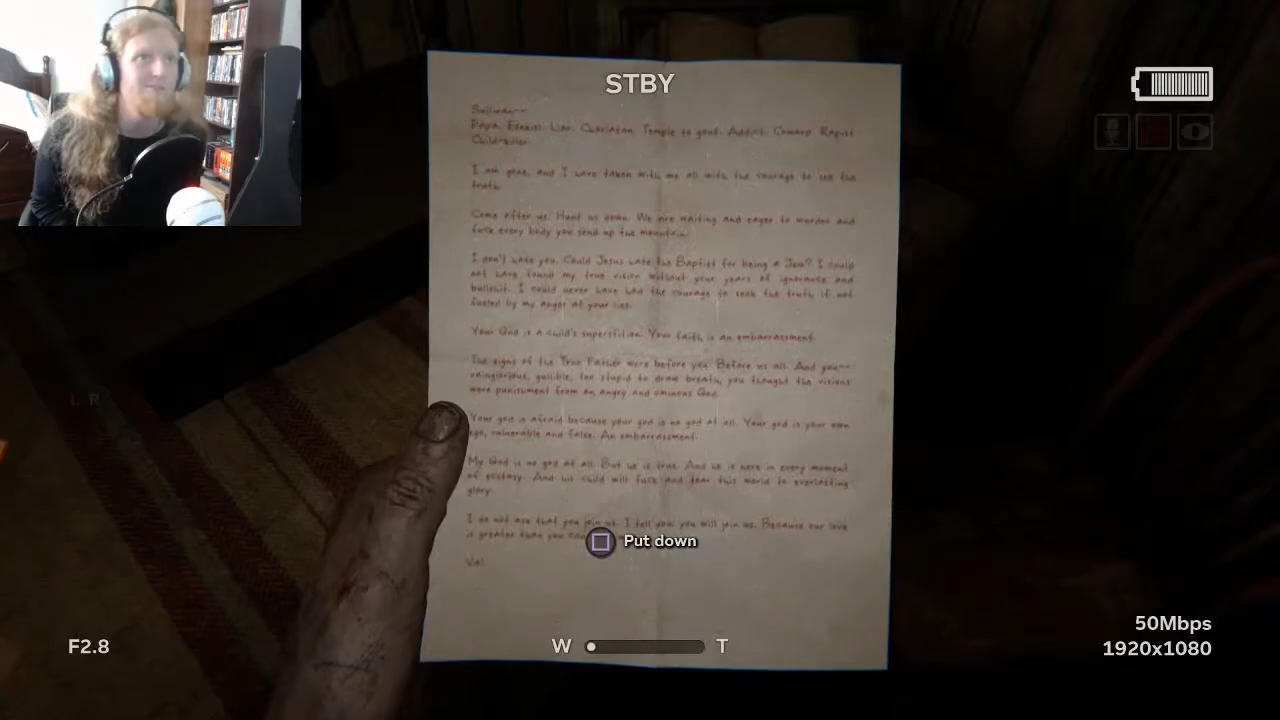 STBY
Sullivan--
Papa. Ezekiel. Liar. Charlatan. Temple to gout. Addict. Coward. Rapist
Child-killer.
I am gone, and I have taken with me all with the courage to see the
truth.
Come after us. Hunt us down. We are waiting and eager to murder and
fuck every body you send up the mountain.
I don't hate you. Could Jesus hate the Baptist for being a Jew? I could
not have found my true vision without your years of ignorance and
bullshit. I could never have had the courage to seek the truth if not
fueled by my anger at your lies.
Your God is a child's superstition. Your faith is an embarrassment.
The signs of the True Father were before you. Before us all. And you--
vainglorious, gullible, too stupid to draw breath, you thought the visions
were punishment from an angry and ominous God.
Your god is afraid because your god is no god at all. Your god is your own
ego, vulnerable and false. An embarrassment.
My God is no god at all. But he is true. And he is here in every moment
of ecstasy. And his child will fuck and tear this world to everlasting
glory.
I do not ask that you join us. I tell you: you will join us. Because our love
is greater than you can
Put down
Val
L R
50Mbps
F2.8
W T
1920x1080